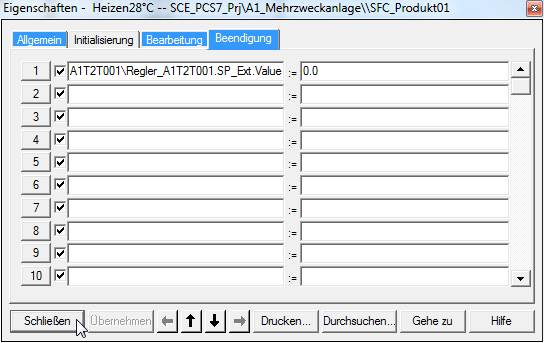 Eigenschaften -  Heizen28°C -- SCE_PCS7_Prj\A1_Mehrzweckanlage\\SFC_Produkt01
Allgemein Initialisierung Bearbeitung Beendigung
1 A1T2T001\Regler_A1T2T001.SP_Ext.Value := 0.0
2 :=
3 :=
4 :=
5 :=
6 :=
7 :=
8 :=
9 :=
10 :=
Schließen Übernehmen Drucken... Durchsuchen... Gehe zu Hilfe